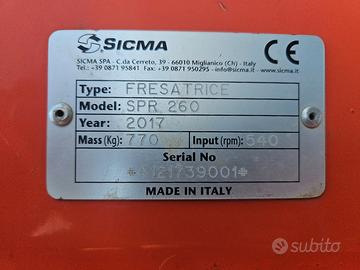 SICMA
CE
SICMA SPA - C.da Cerreto, 39 - 66010 Miglianico (Ch) - Italy
Tel.: +39 0871 95841 Fax +39 0871 950295 - info@sicma.it - www.sicma.it
Type: FRESATRICE
Model: SPR 260
Year: 2017
Mass (Kg): 770 Input (rpm): 540
Serial No
MADE IN ITALY
subito